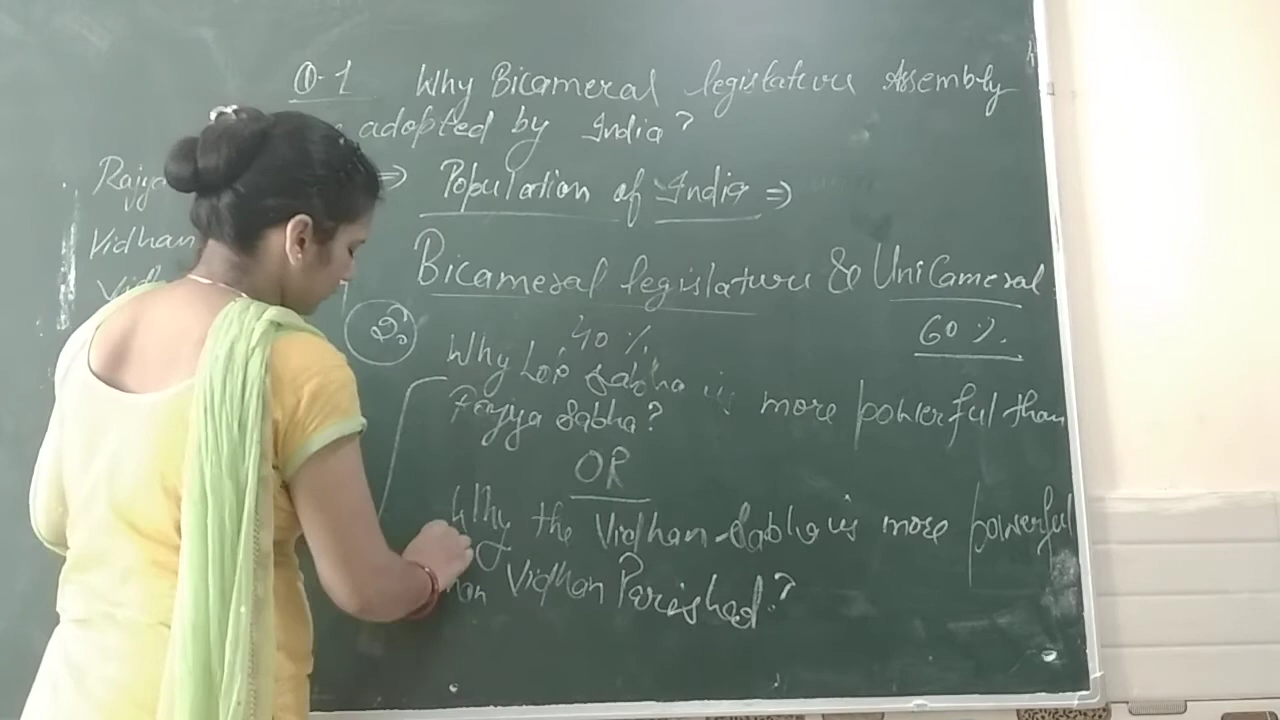 Q.1 Why Bicameral legislature Assembly
adopted by India?
Rajya
⇒ Population of India ⇒
Vidhan
Bicameral legislature & UniCameral
40 % 60 %
2. Why Lok Sabha is more powerful than
Rajya Sabha?
OR
Why the Vidhan-Sabha is more powerful
Vidhan Parishad?